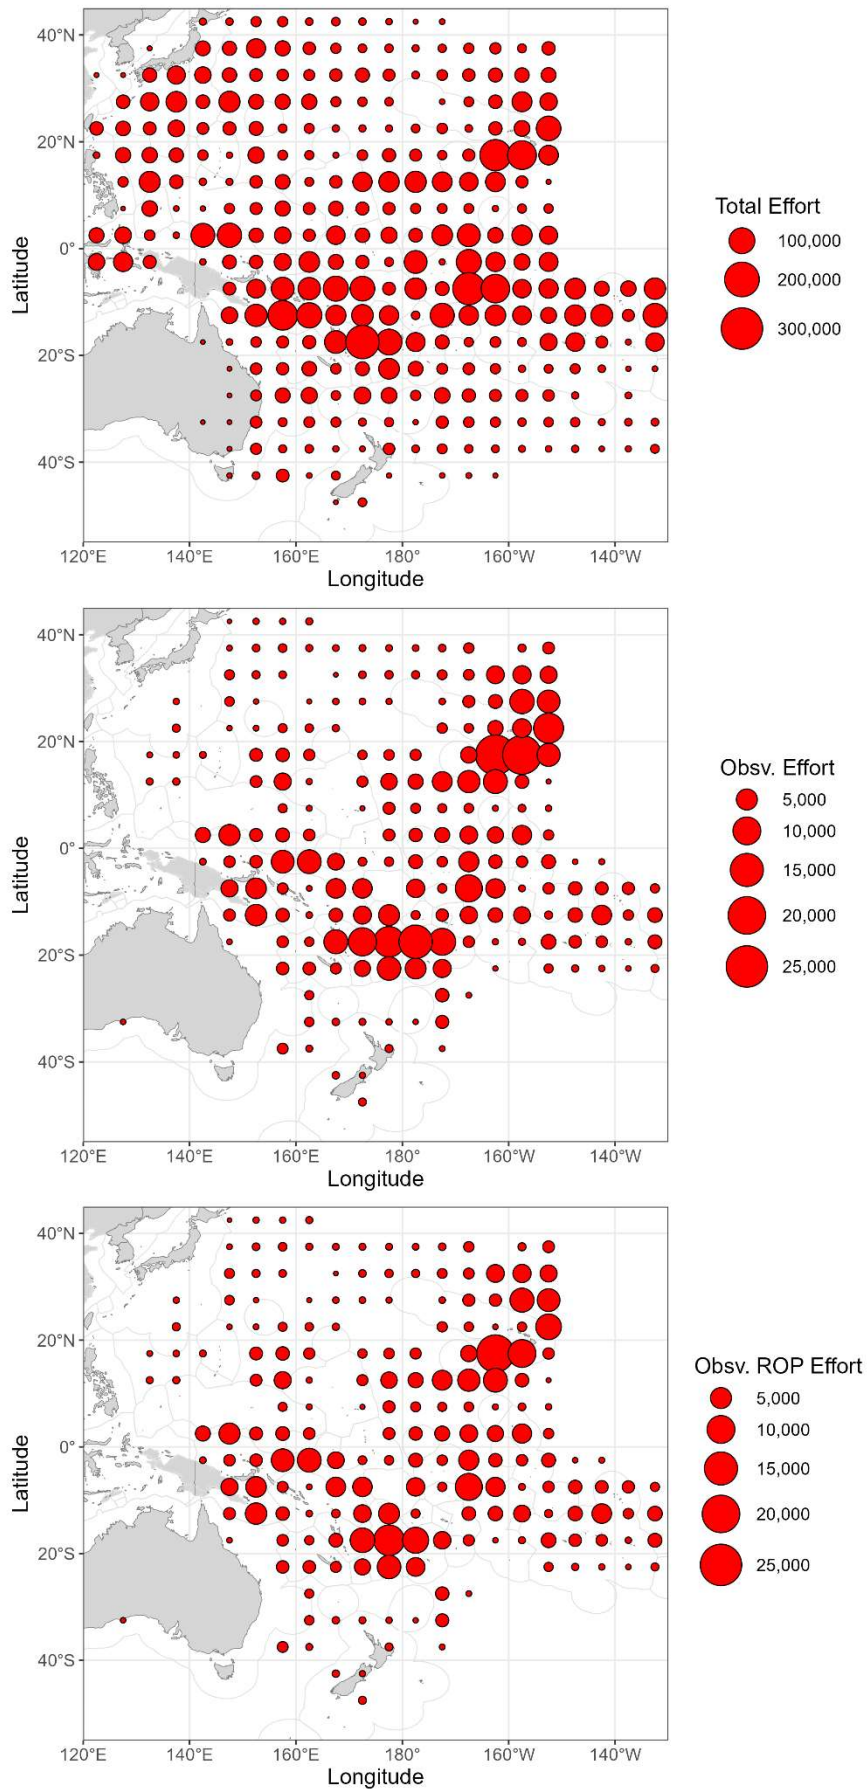 40°N
20°N
0°
20°S
40°S
Latitude
120°E 140°E 160°E 180° 160°W 140°W
Longitude
Total Effort
100,000
200,000
300,000
40°N
20°N
0°
20°S
40°S
Latitude
120°E 140°E 160°E 180° 160°W 140°W
Longitude
Obsv. Effort
5,000
10,000
15,000
20,000
25,000
40°N
20°N
0°
20°S
40°S
Latitude
120°E 140°E 160°E 180° 160°W 140°W
Longitude
Obsv. ROP Effort
5,000
10,000
15,000
20,000
25,000